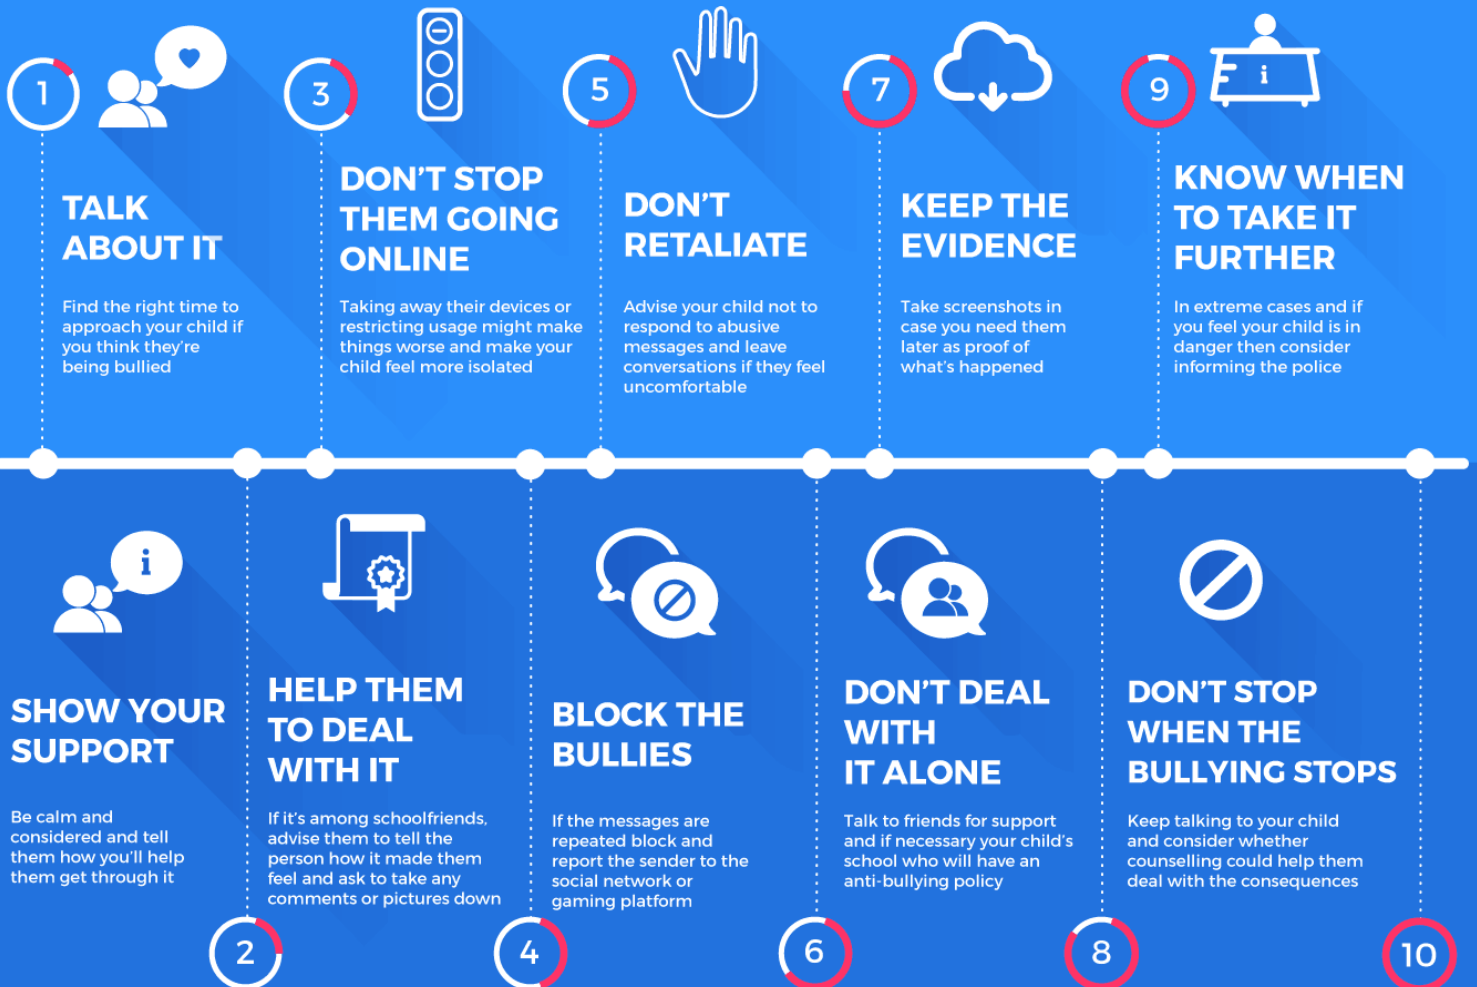 1
TALK
ABOUT IT
Find the right time to
approach your child if
you think they're
being bullied
i
SHOW YOUR
SUPPORT
Be calm and
considered and tell
them how you'll help
them get through it
2
3
DON'T STOP
THEM GOING
ONLINE
Taking away their devices or
restricting usage might make
things worse and make your
child feel more isolated
HELP THEM
TO DEAL
WITH IT
If it's among schoolfriends,
advise them to tell the
person how it made them
feel and ask to take any
comments or pictures down
4
5
DON'T
RETALIATE
Advise your child not to
respond to abusive
messages and leave
conversations if they feel
uncomfortable
BLOCK THE
BULLIES
If the messages are
repeated block and
report the sender to the
social network or
gaming platform
6
7
KEEP THE
EVIDENCE
Take screenshots in
case you need them
later as proof of
what's happened
DON'T DEAL
WITH
IT ALONE
Talk to friends for support
and if necessary your child's
school who will have an
anti-bullying policy
8
9
i
KNOW WHEN
TO TAKE IT
FURTHER
In extreme cases and if
you feel your child is in
danger then consider
informing the police
DON'T STOP
WHEN THE
BULLYING STOPS
Keep talking to your child
and consider whether
counselling could help them
deal with the consequences
10